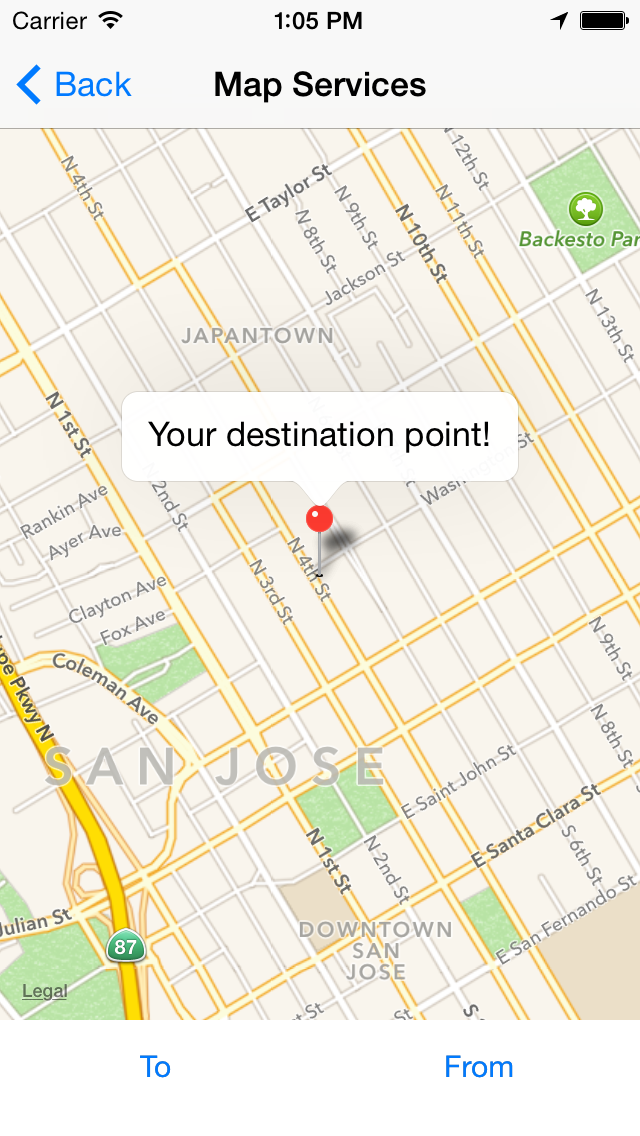 Carrier
1:05 PM
Back
Map Services
N 4th St
E Taylor St
N 12th St
N 9th St
N 11th St
N 8th St
N 10th St
Backesto Par
Jackson St
N 13th St
JAPANTOWN
N 1st St
Your destination point!
Washington St
N 2nd St
Rankin Ave
Ayer Ave
N 4th St
N 3rd St
Clayton Ave
Fox Ave
N 9th St
Coleman Ave
upe Pkwy N
N 8th St
SAN JOSE
E Saint John St
E Santa Clara St
N 1st St
N 2nd St
S 6th St
Julian St
87
DOWNTOWN
SAN
JOSE
E San Fernando St
Legal
To
From